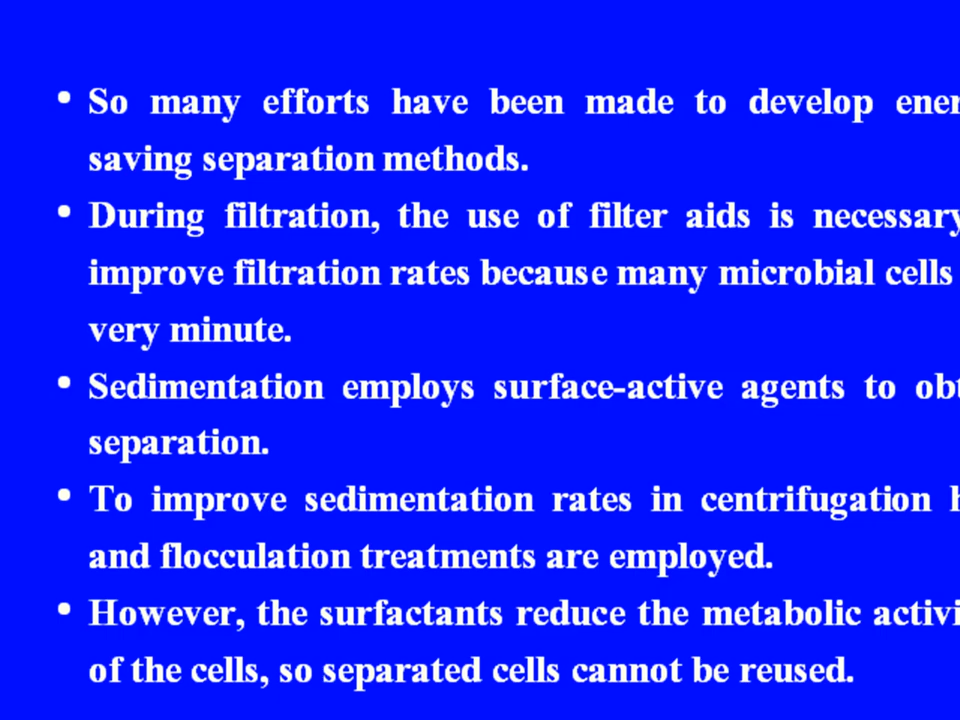 • So many efforts have been made to develop ener
saving separation methods.
• During filtration, the use of filter aids is necessary
improve filtration rates because many microbial cells
very minute.
• Sedimentation employs surface-active agents to obt
separation.
• To improve sedimentation rates in centrifugation h
and flocculation treatments are employed.
• However, the surfactants reduce the metabolic activi
of the cells, so separated cells cannot be reused.